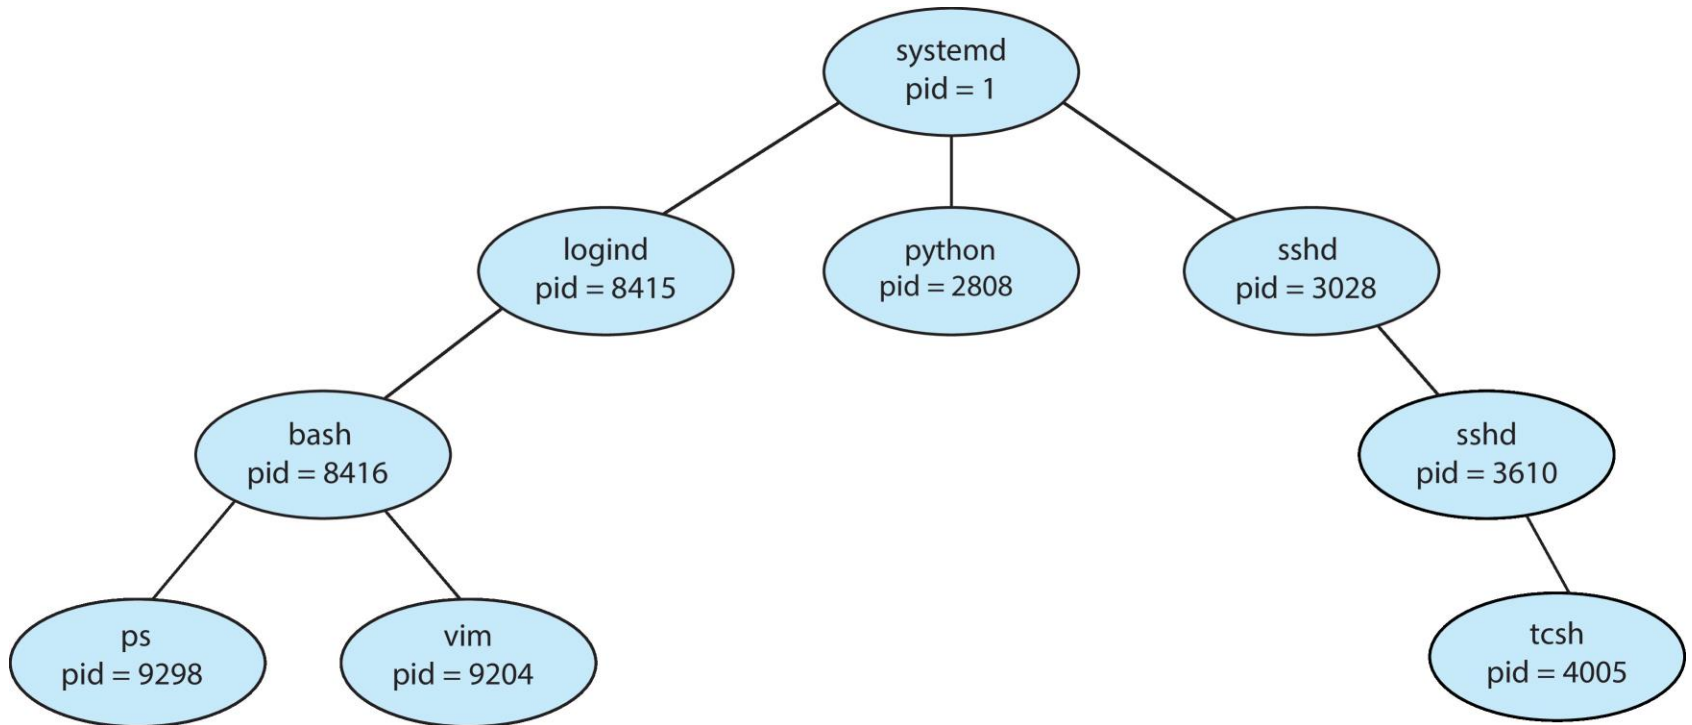 systemd
pid = 1
logind
pid = 8415
python
pid = 2808
sshd
pid = 3028
bash
pid = 8416
sshd
pid = 3610
ps
pid = 9298
vim
pid = 9204
tcsh
pid = 4005